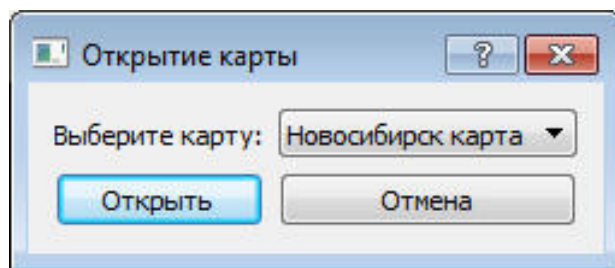 Открытие карты
Выберите карту: Новосибирск карта
Открыть Отмена